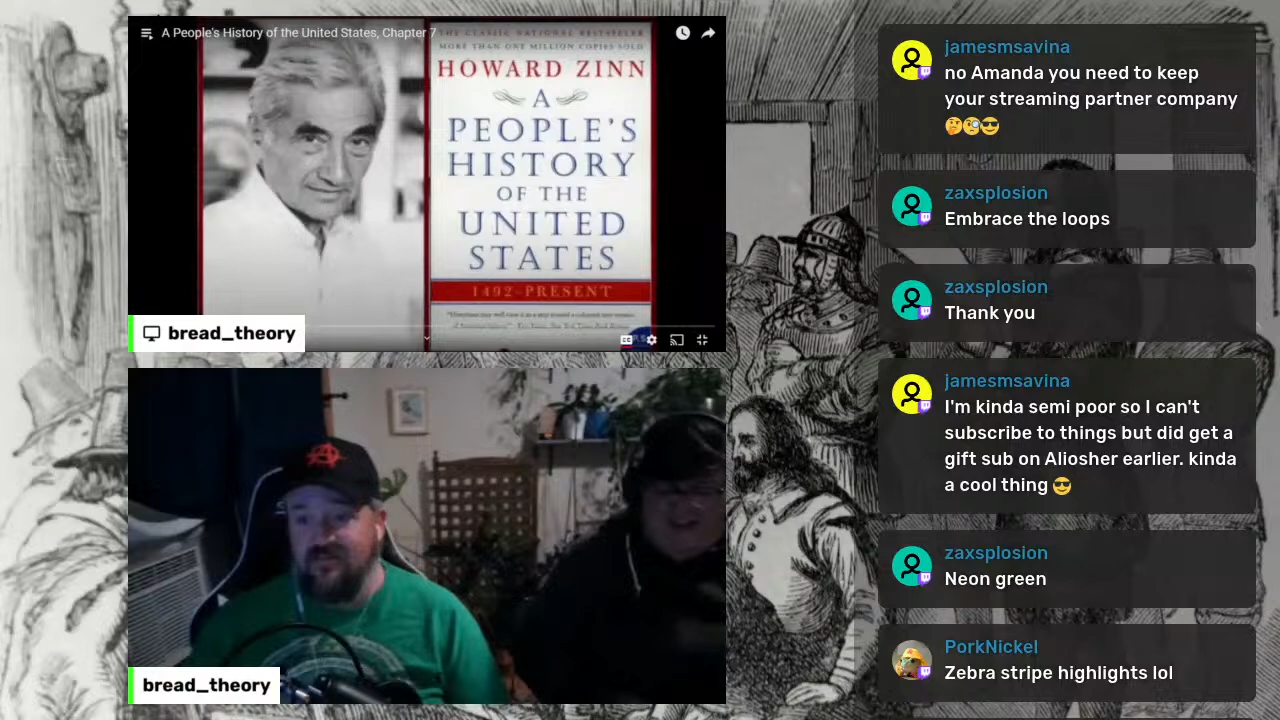 A People's History of the United States, Chapter 7
THE CLASSIC NATIONAL BESTSELLER
MORE THAN ONE MILLION COPIES SOLD
HOWARD ZINN
A
PEOPLE'S
HISTORY
OF THE
UNITED
STATES
1492–PRESENT
bread_theory
bread_theory
jamesmsavina
no Amanda you need to keep
your streaming partner company
🤔🧐😎
zaxsplosion
Embrace the loops
zaxsplosion
Thank you
jamesmsavina
I'm kinda semi poor so I can't
subscribe to things but did get a
gift sub on Aliosher earlier. kinda
a cool thing 😎
zaxsplosion
Neon green
PorkNickel
Zebra stripe highlights lol